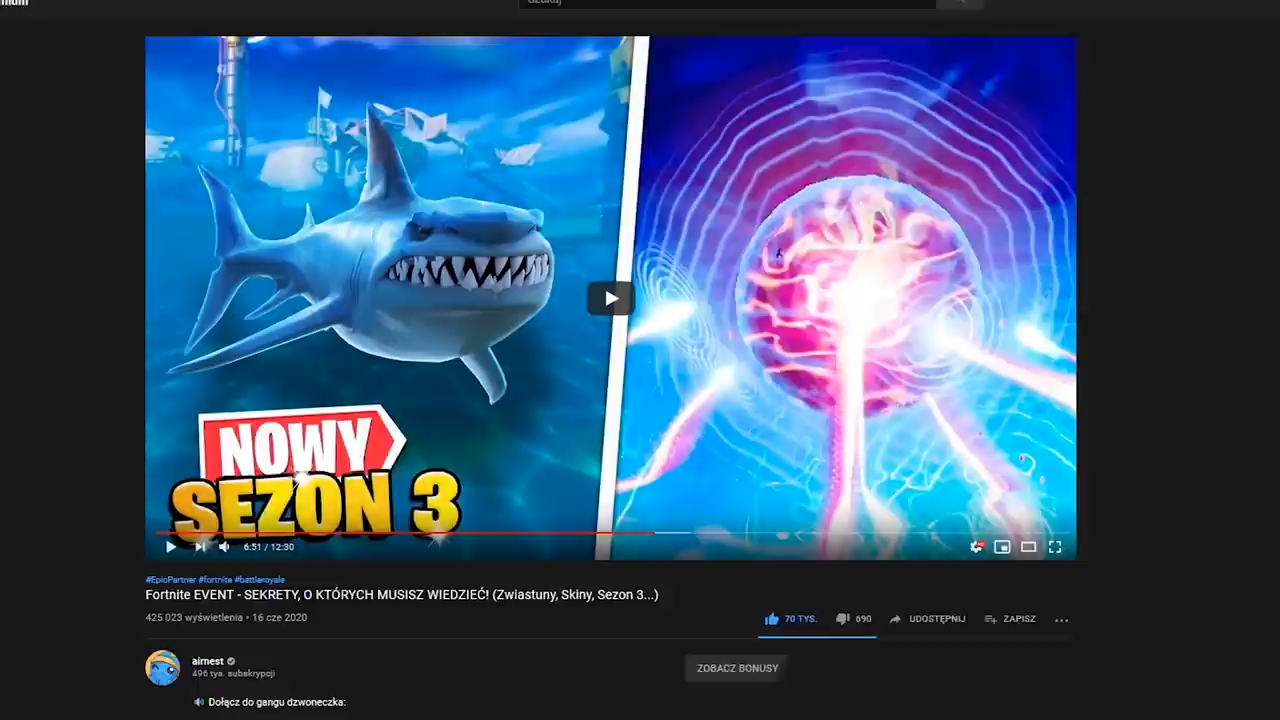 NOWY
SEZON 3
6:51 / 12:30
#EpicPartner #fortnite #battleroyale
Fortnite EVENT - SEKRETY, O KTÓRYCH MUSISZ WIEDZIEĆ! (Zwiastuny, Skiny, Sezon 3...)
425 023 wyświetlenia • 16 cze 2020
70 TYS. 690 UDOSTĘPNIJ ZAPISZ ...
airnest
496 tys. subskrypcji
ZOBACZ BONUSY
Dołącz do gangu dzwoneczka: